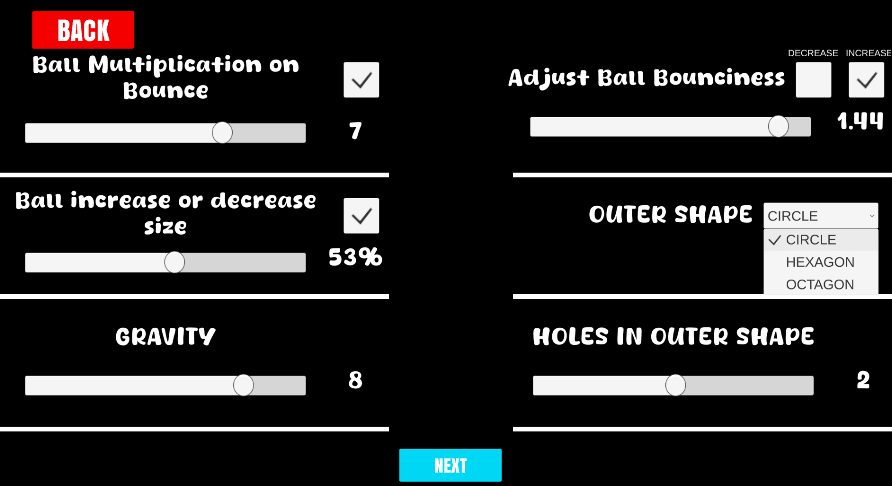 BACK
Ball Multiplication on
Bounce
7
Ball increase or decrease
size
53%
GRAVITY
8
DECREASE INCREASE
Adjust Ball Bounciness
1.44
OUTER SHAPE
CIRCLE
CIRCLE
HEXAGON
OCTAGON
HOLES IN OUTER SHAPE
2
NEXT